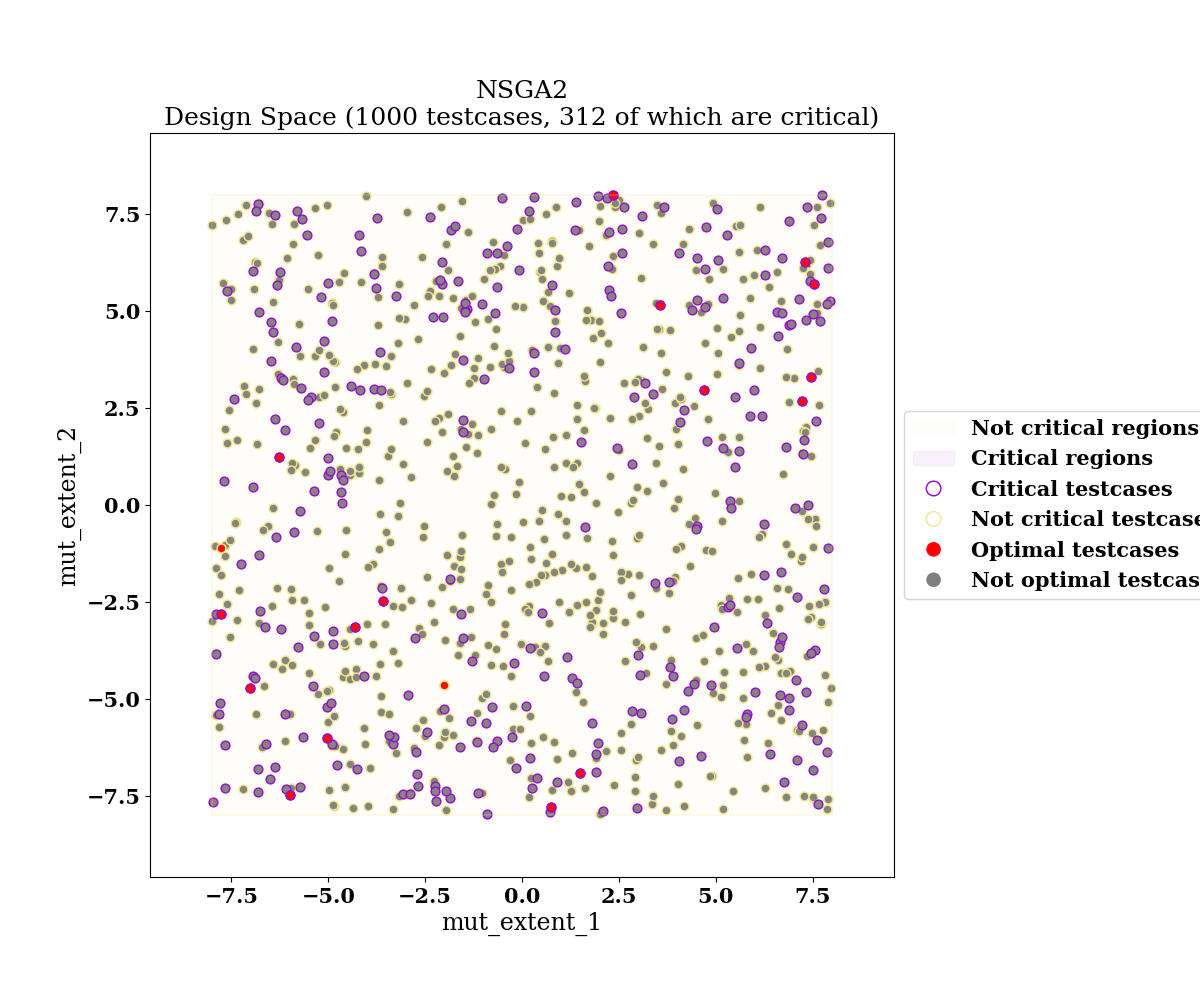 NSGA2
Design Space (1000 testcases, 312 of which are critical)
7.5
5.0
2.5
0.0
−2.5
−5.0
−7.5
mut_extent_2
−7.5
−5.0
−2.5
0.0
2.5
5.0
7.5
mut_extent_1
Not critical regions
Critical regions
Critical testcases
Not critical testcase
Optimal testcases
Not optimal testcas